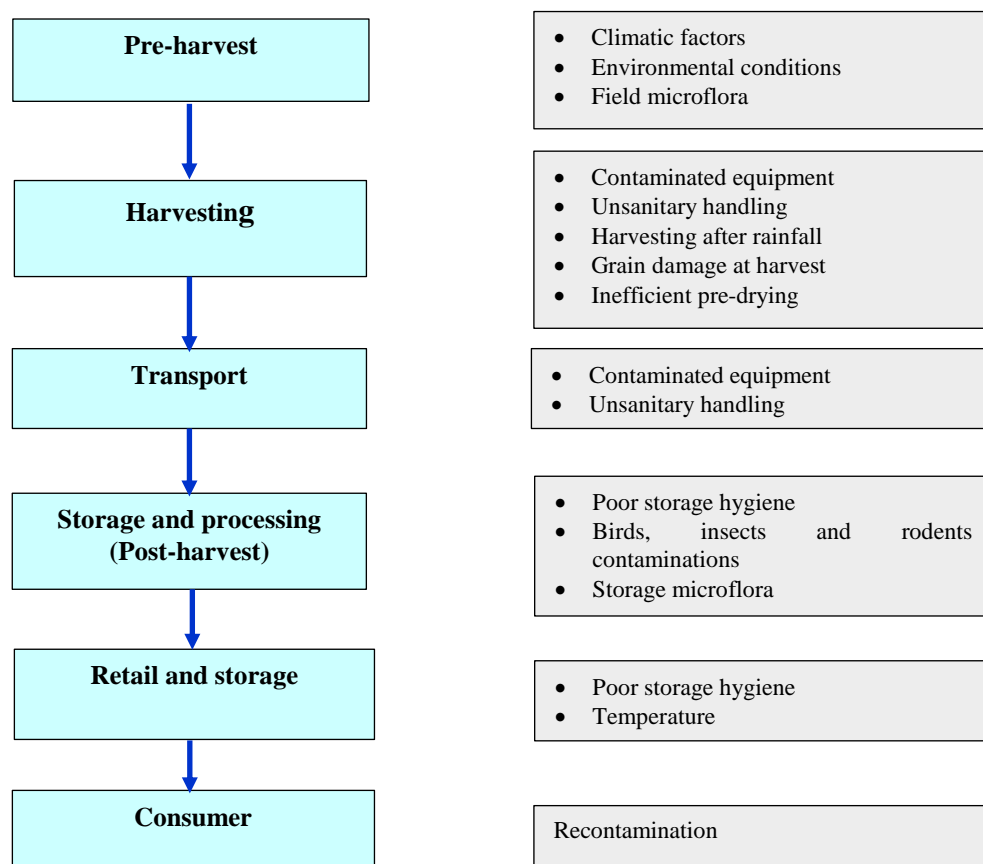 Pre-harvest
• Climatic factors
• Environmental conditions
• Field microflora
Harvesting
• Contaminated equipment
• Unsanitary handling
• Harvesting after rainfall
• Grain damage at harvest
• Inefficient pre-drying
Transport
• Contaminated equipment
• Unsanitary handling
Storage and processing
(Post-harvest)
• Poor storage hygiene
• Birds, insects and rodents
contaminations
• Storage microflora
Retail and storage
• Poor storage hygiene
• Temperature
Consumer
Recontamination